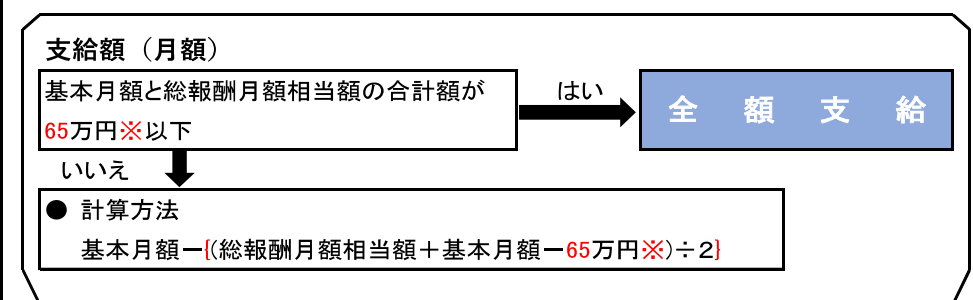 支給額（月額）
基本月額と総報酬月額相当額の合計額が
65万円※以下
はい
全額支給
いいえ
● 計算方法
基本月額ー{(総報酬月額相当額＋基本月額ー65万円※)÷2}